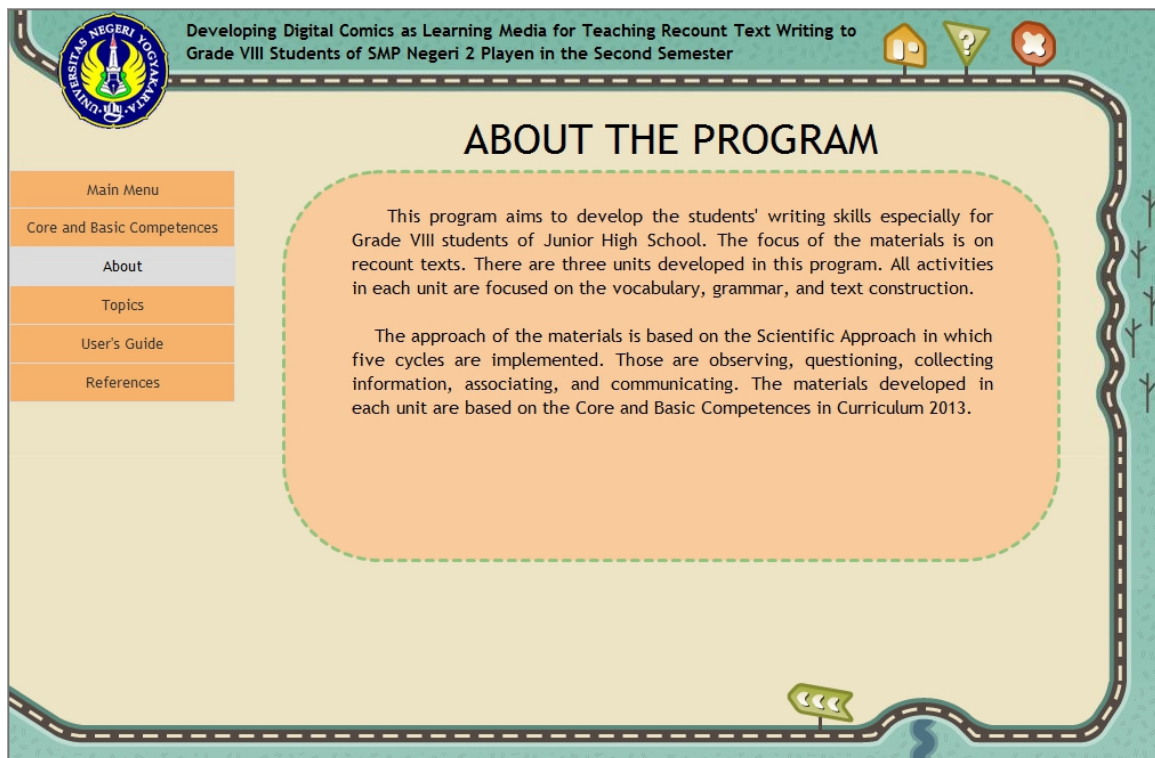 Developing Digital Comics as Learning Media for Teaching Recount Text Writing to
Grade VIII Students of SMP Negeri 2 Playen in the Second Semester
UNIVERSITAS NEGERI YOGYAKARTA
?
ABOUT THE PROGRAM
Main Menu
Core and Basic Competences
About
Topics
User's Guide
References
This program aims to develop the students' writing skills especially for
Grade VIII students of Junior High School. The focus of the materials is on
recount texts. There are three units developed in this program. All activities
in each unit are focused on the vocabulary, grammar, and text construction.
The approach of the materials is based on the Scientific Approach in which
five cycles are implemented. Those are observing, questioning, collecting
information, associating, and communicating. The materials developed in
each unit are based on the Core and Basic Competences in Curriculum 2013.